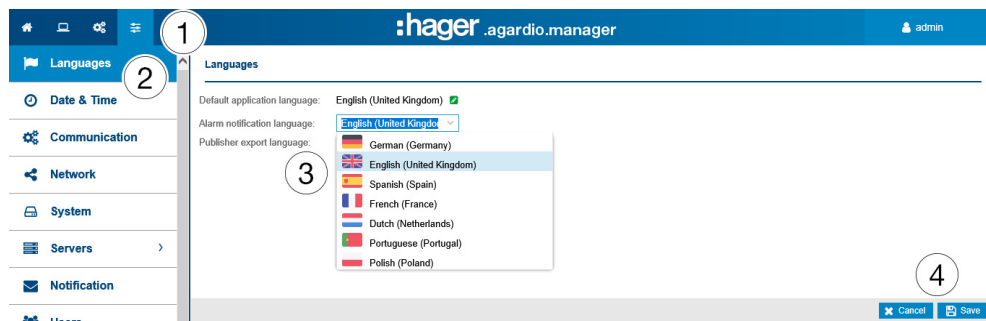 1
:hager .agardio.manager
admin
Languages
2
Date & Time
Communication
Network
System
Servers
Notification
Users
Languages
Default application language: English (United Kingdom)
Alarm notification language: English (United Kingdo
Publisher export language:
3
German (Germany)
English (United Kingdom)
Spanish (Spain)
French (France)
Dutch (Netherlands)
Portuguese (Portugal)
Polish (Poland)
4
Cancel
Save